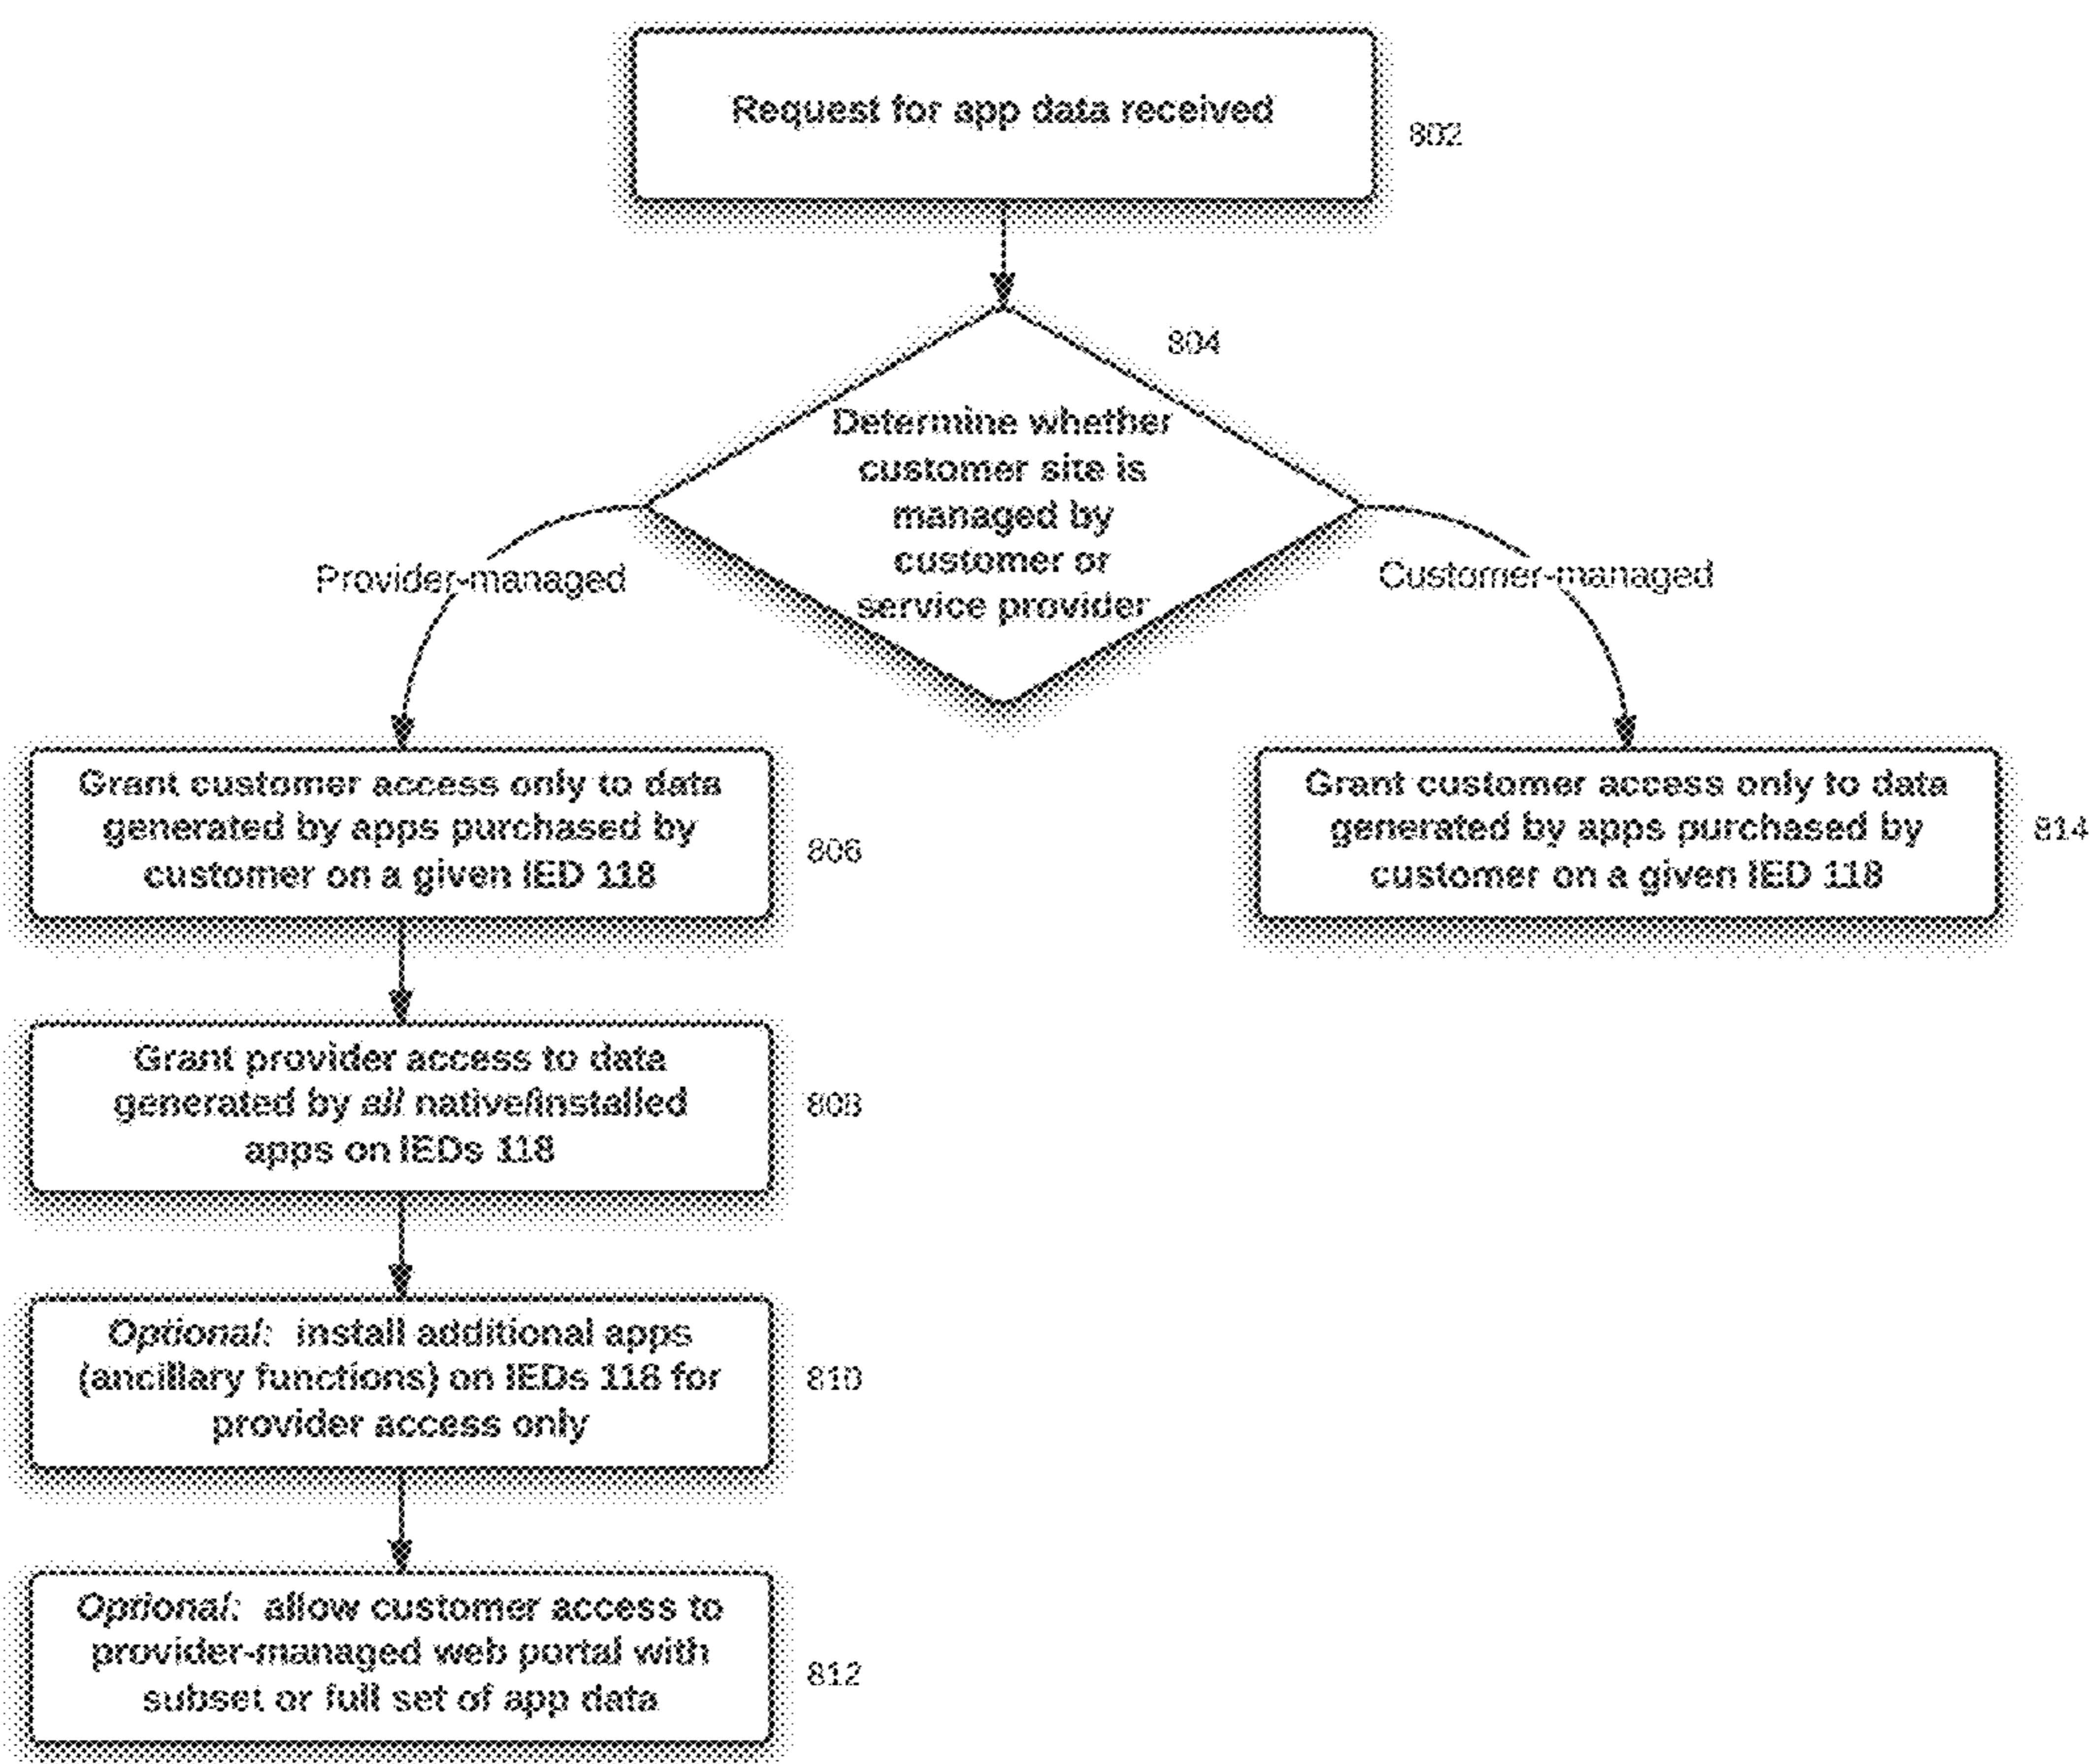 Request for app data received
802
804
Determine whether
customer site is
managed by
customer or
service provider
Provider-managed
Customer-managed
Grant customer access only to data
generated by apps purchased by
customer on a given IED 118
806
Grant customer access only to data
generated by apps purchased by
customer on a given IED 118
814
Grant provider access to data
generated by all native/installed
apps on IEDs 118
808
Optional: install additional apps
(ancillary functions) on IEDs 118 for
provider access only
810
Optional: allow customer access to
provider-managed web portal with
subset or full set of app data
812